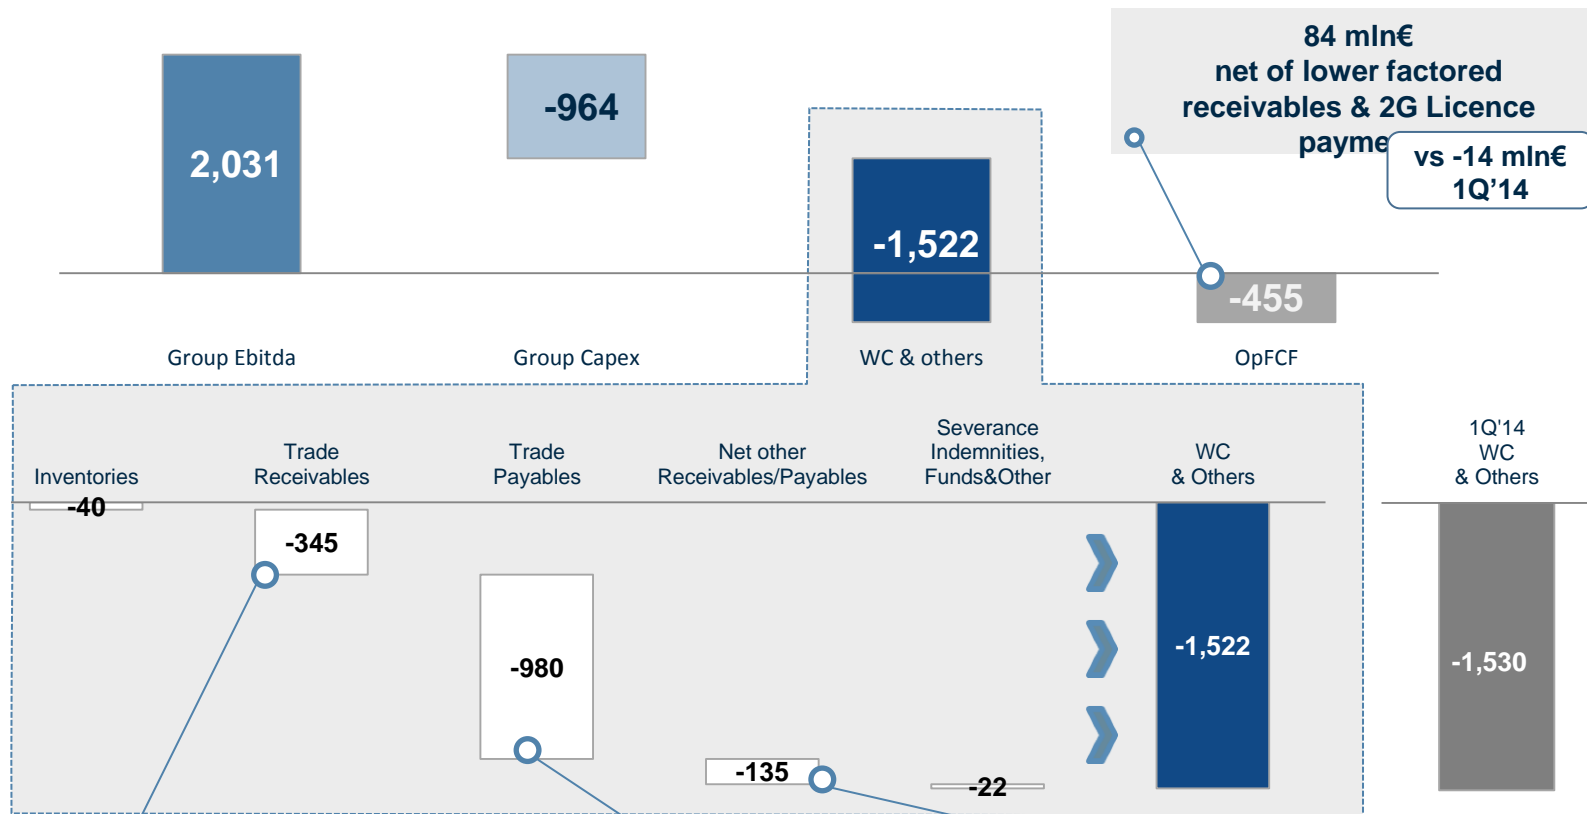 84 mln€
net of lower factored
receivables & 2G Licence
payme
vs -14 mln€
1Q’14
2,031
-964
-1,522
-455
Group Ebitda
Group Capex
WC & others
OpFCF
Inventories
Trade
Receivables
Trade
Payables
Net other
Receivables/Payables
Severance
Indemnities,
Funds&Other
WC
& Others
1Q'14
WC
& Others
-40
-345
-980
-135
-22
-1,522
-1,530